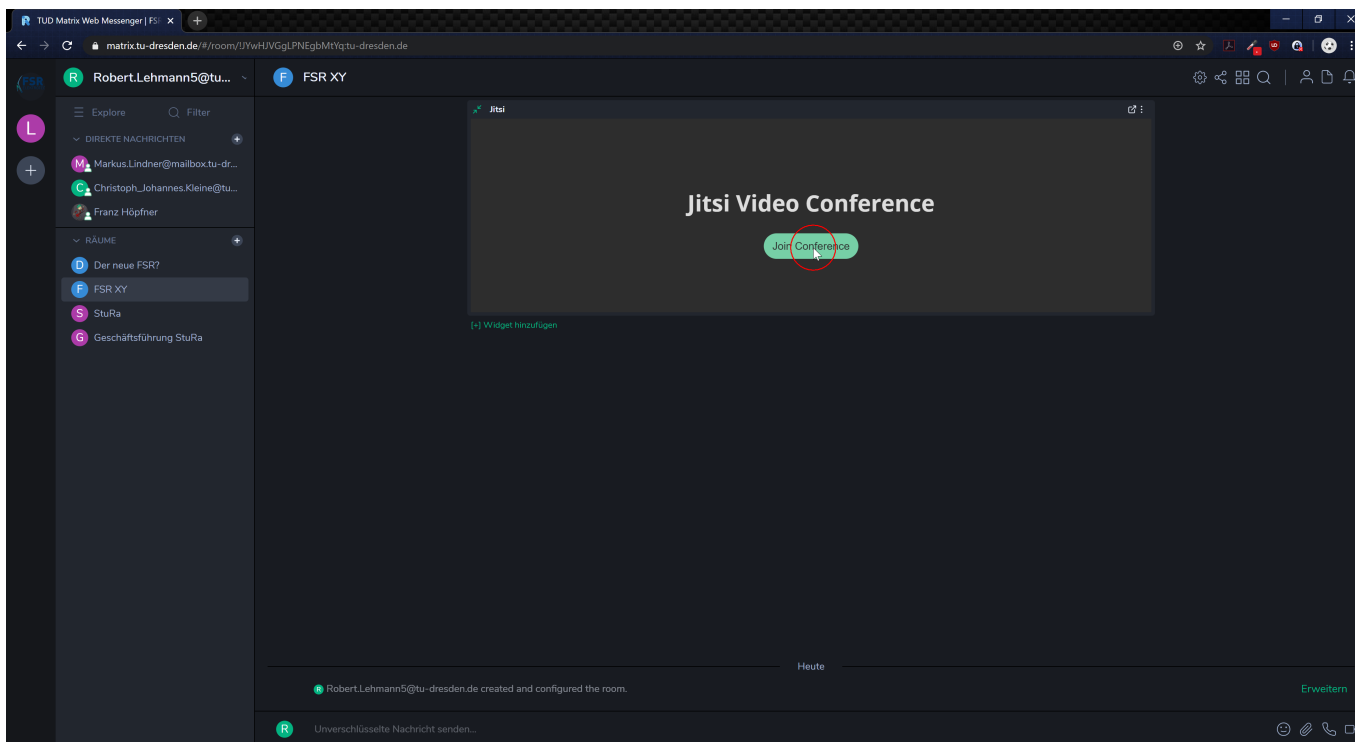 TUD Matrix Web Messenger | FSR
matrix.tu-dresden.de/#/room/!JYwHJVGgLPNEgbMtYq:tu-dresden.de
FSR
R Robert.Lehmann5@tu...
F FSR XY
Explore Filter
L
DIREKTE NACHRICHTEN
M Markus.Lindner@mailbox.tu-dr...
C Christoph_Johannes.Kleine@tu...
Franz Höpfner
RÄUME
D Der neue FSR?
F FSR XY
S StuRa
G Geschäftsführung StuRa
Jitsi
Jitsi Video Conference
Join Conference
[+] Widget hinzufügen
Heute
R Robert.Lehmann5@tu-dresden.de created and configured the room.
Erweitern
R Unverschlüsselte Nachricht senden...